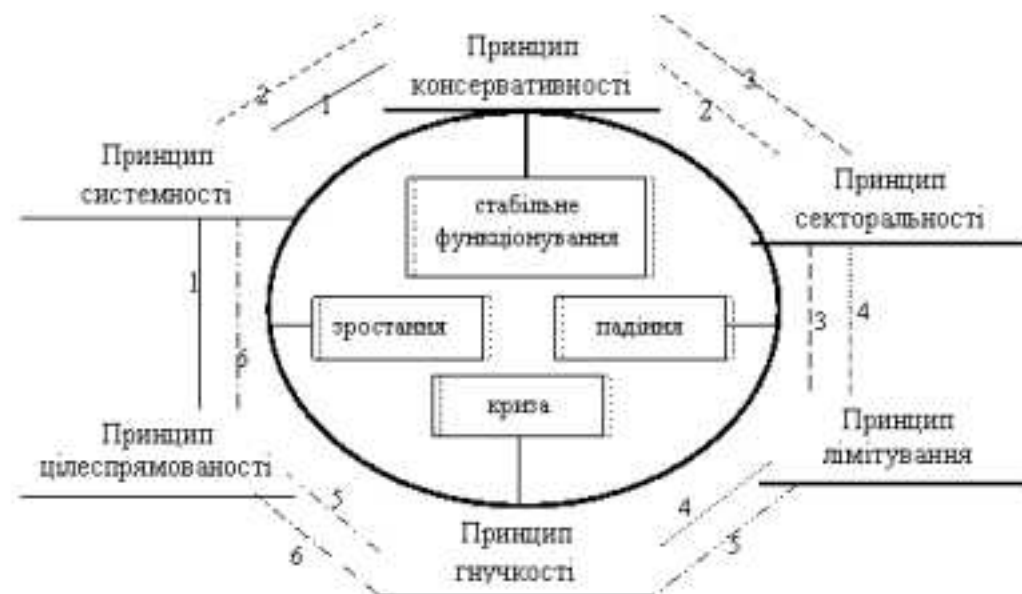 Принцип
консервативності
2
1
2
3
Принцип
системності
Принцип
секторальності
стабільне
функціонування
1
6
3
4
зростання
падіння
криза
Принцип
цілеспрямованості
Принцип
лімітування
5
6
4
5
Принцип
гнучкості